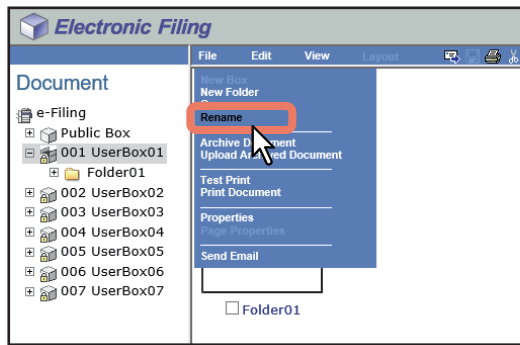 Electronic Filing
File Edit View Layout
Document
e-Filing
Public Box
001 UserBox01
Folder01
002 UserBox02
003 UserBox03
004 UserBox04
005 UserBox05
006 UserBox06
007 UserBox07
New Box
New Folder
Rename
Archive Document
Upload Archived Document
Test Print
Print Document
Properties
Page Properties
Send Email
Folder01